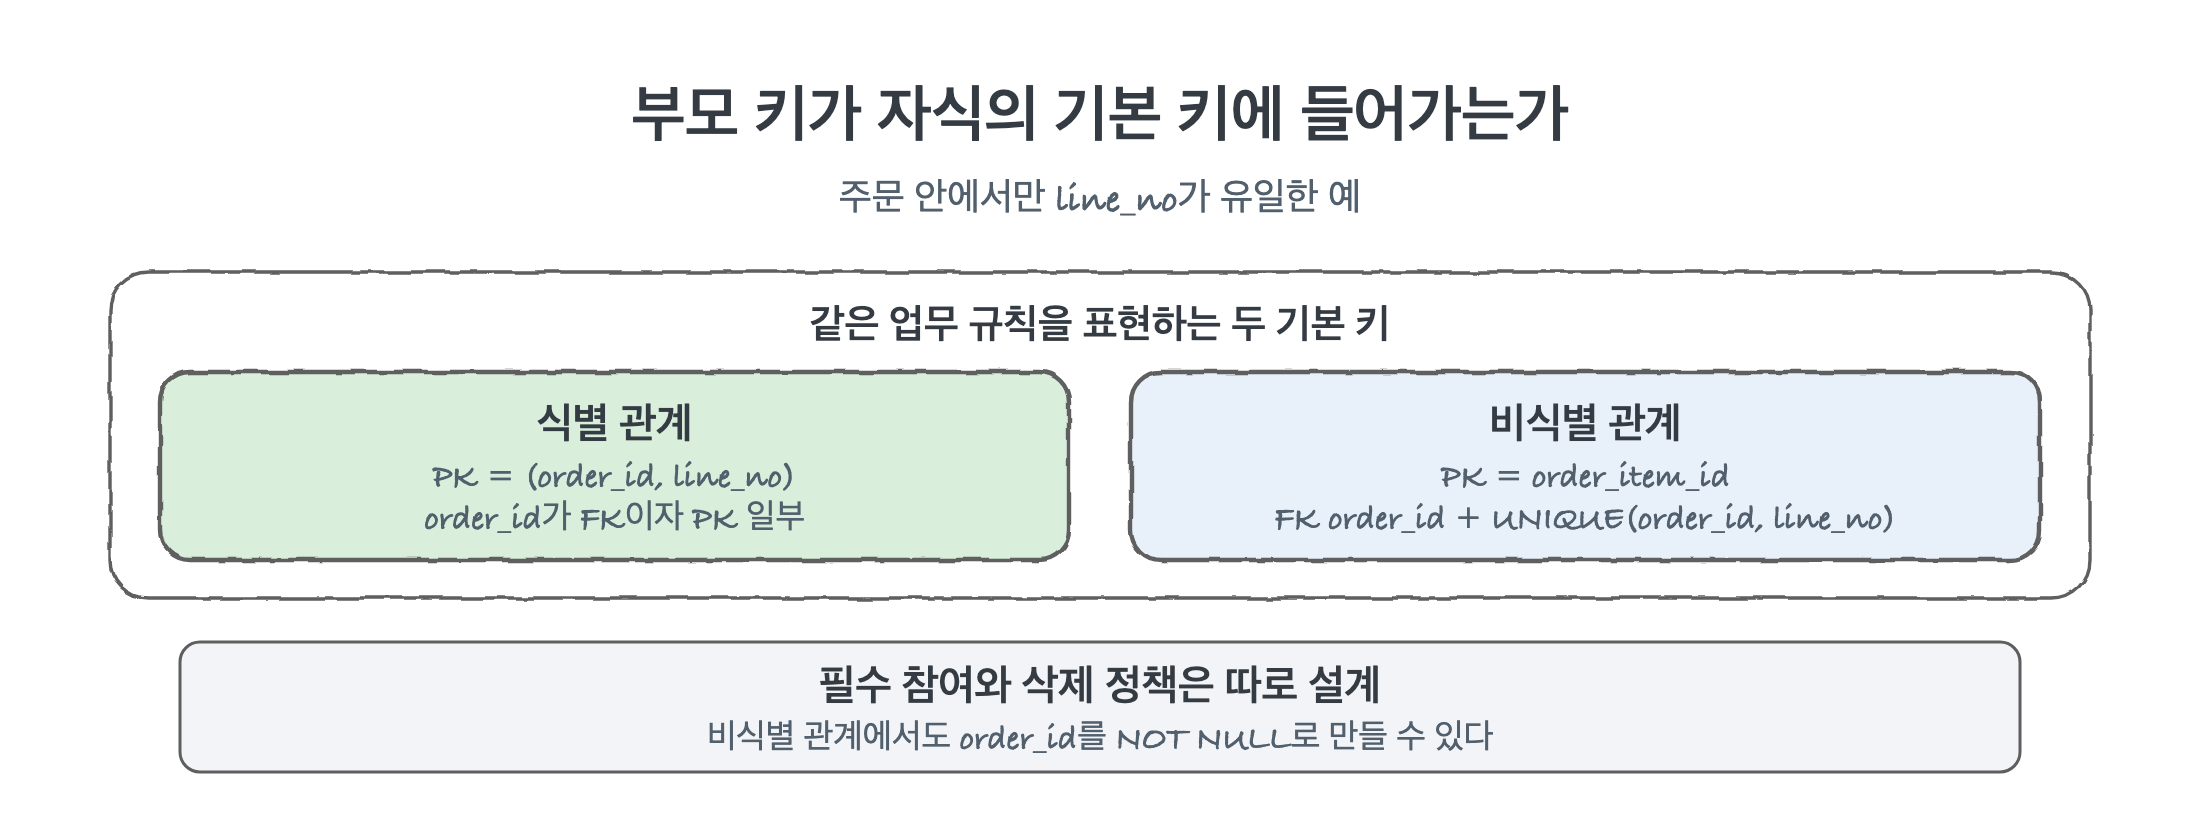 부모 키가 자식의 기본 키에 들어가는가
주문 안에서만 line_no가 유일한 예
같은 업무 규칙을 표현하는 두 기본 키
식별 관계
PK = (order_id, line_no)
order_id가 FK이자 PK 일부
비식별 관계
PK = order_item_id
FK order_id + UNIQUE(order_id, line_no)
필수 참여와 삭제 정책은 따로 설계
비식별 관계에서도 order_id를 NOT NULL로 만들 수 있다